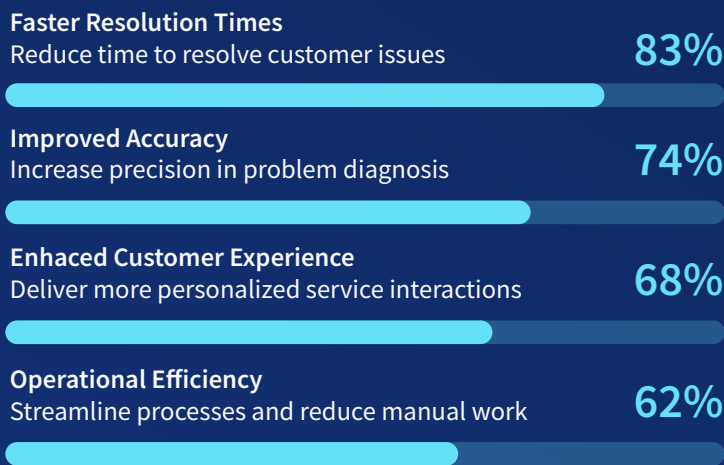 Faster Resolution Times
Reduce time to resolve customer issues
83%
Improved Accuracy
Increase precision in problem diagnosis
74%
Enhaced Customer Experience
Deliver more personalized service interactions
68%
Operational Efficiency
Streamline processes and reduce manual work
62%